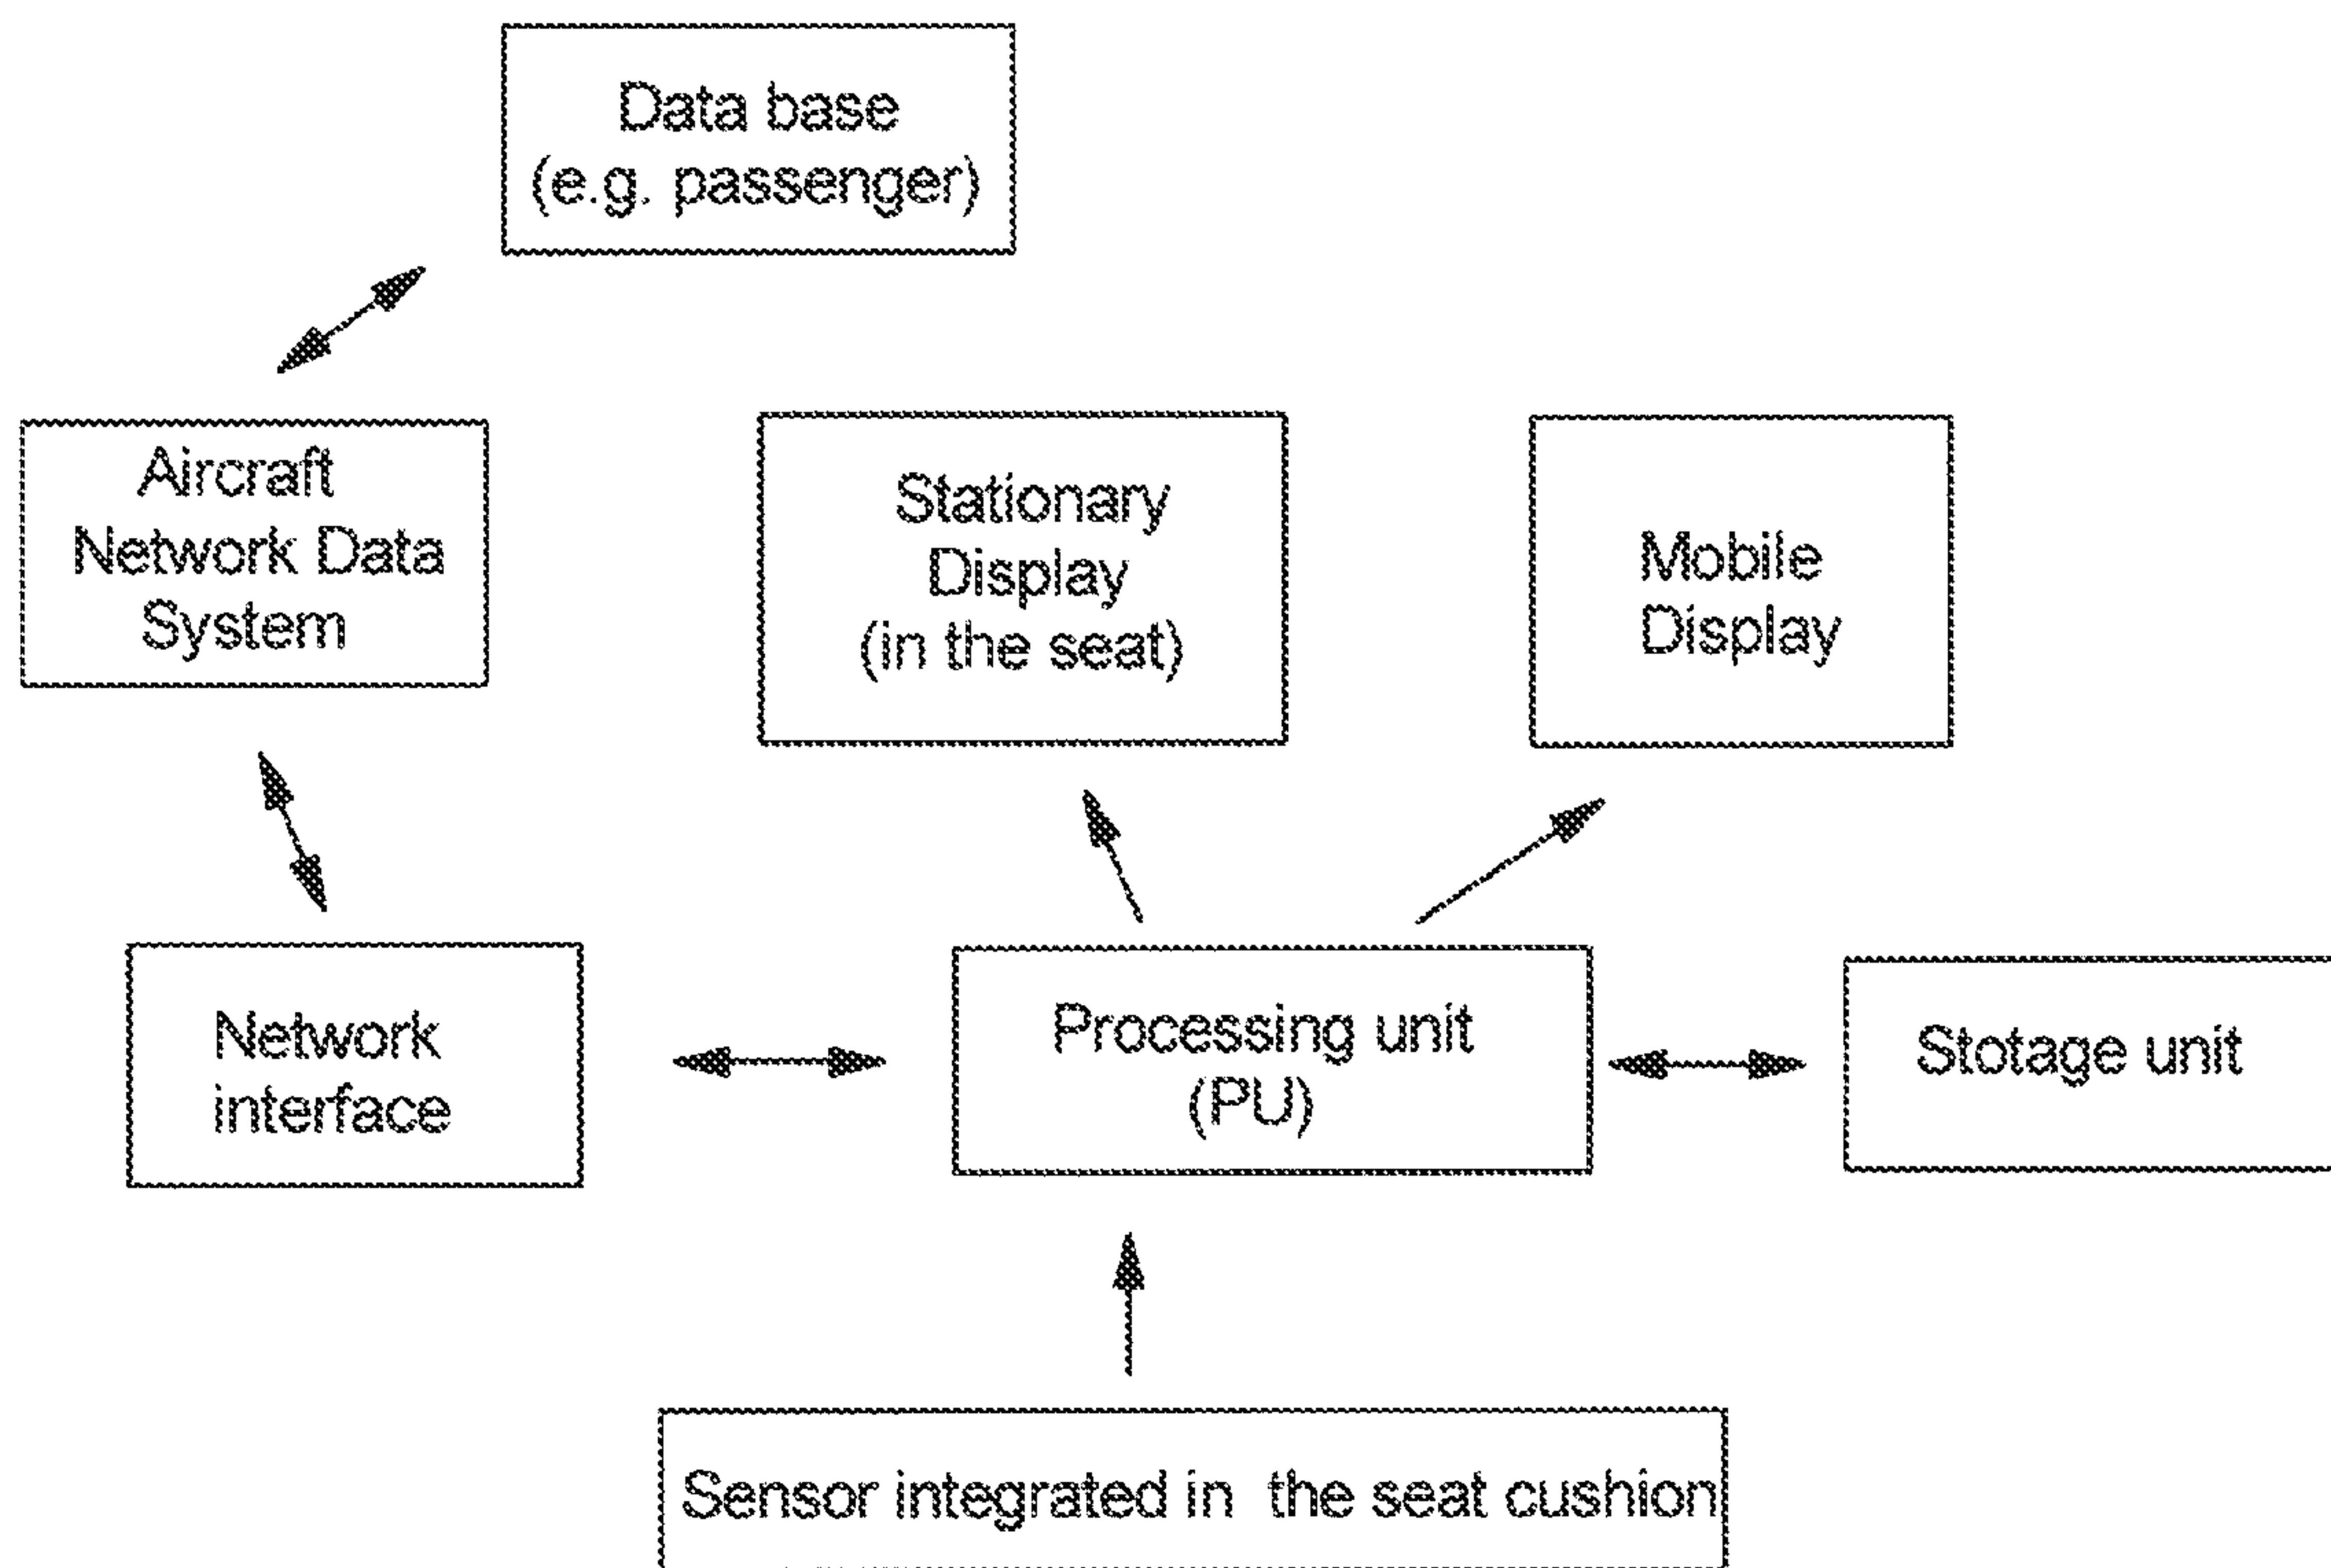 Data base
(e.g. passenger)
Aircraft
Network Data
System
Stationary
Display
(in the seat)
Mobile
Display
Network
interface
Processing unit
(PU)
Stotage unit
Sensor integrated in the seat cushion